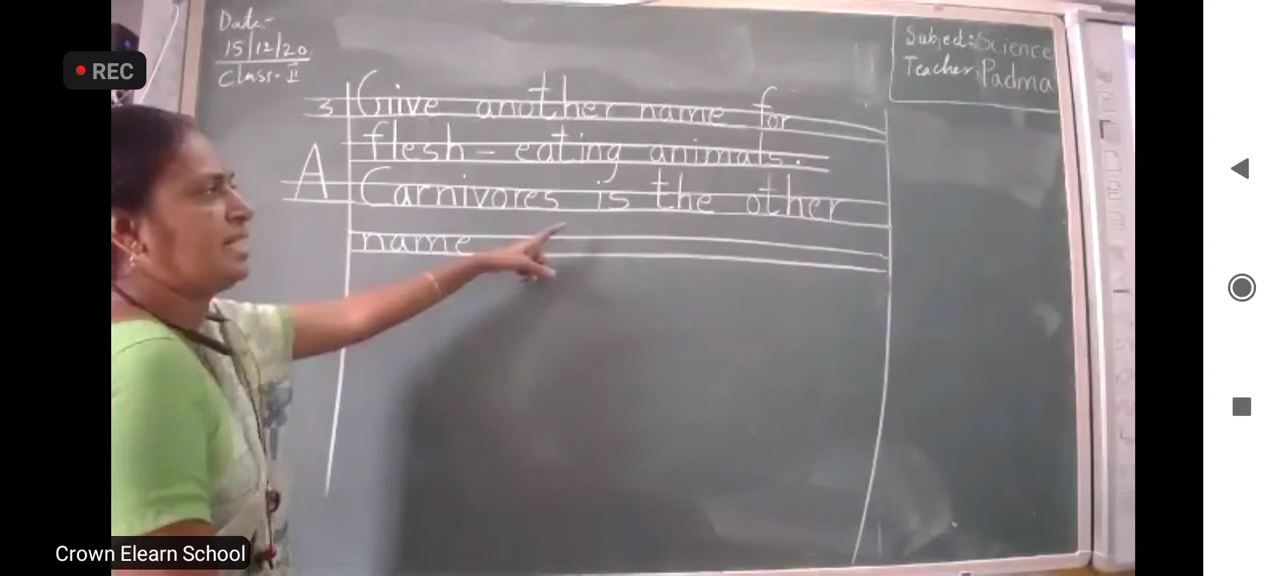 Date-
15/12/20.
Class-II
Subject:Science
Teacher:Padma
3 Giive another name for
flesh - eating animals.
A Carnivores is the other
name
REC
Crown Elearn School